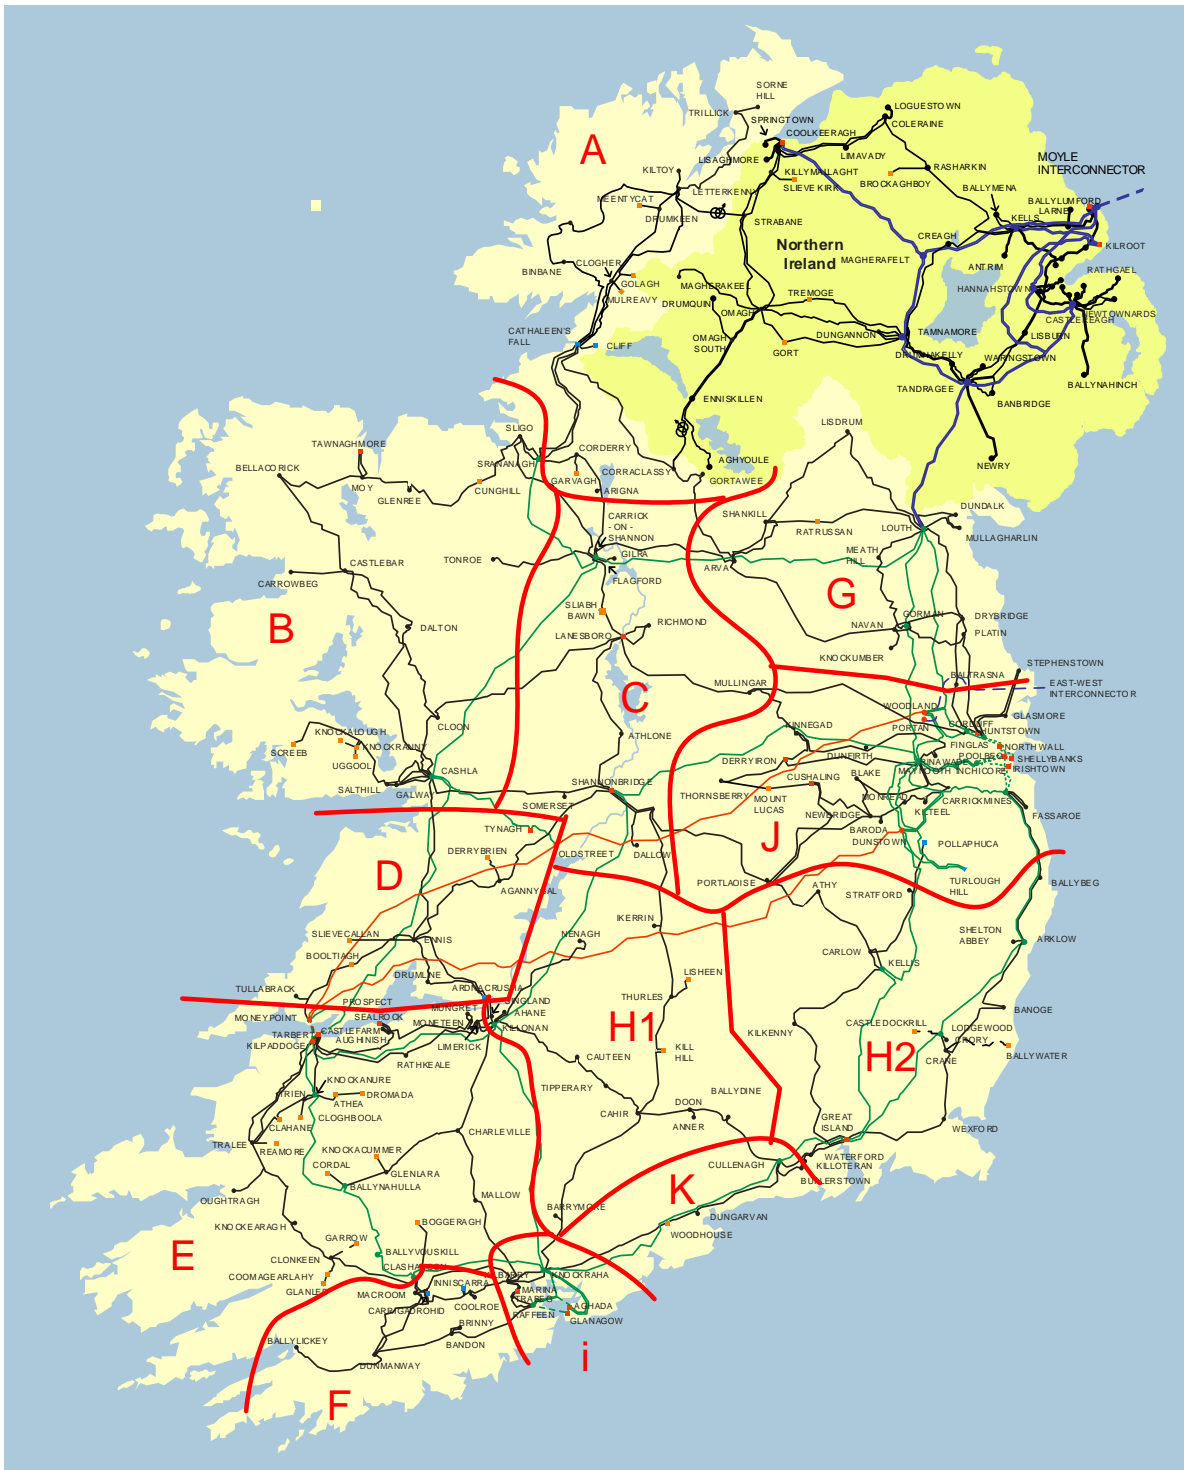 SORNE
HILL
TRILLICK
SPRINGTOWN
LOGUESTOWN
COLERAINE
COOLKEERAGH
A
LISAGHMORE
LIMAVADY
KILTOY
KILLYMALLAGHT
SLIEVE KIRK
BROCKAGHBOY
RASHARKIN
MOYLE
INTERCONNECTOR
BALLYMENA
LETTERKENNY
MEENTYCAT
DRUMKEEN
STRABANE
BALLYLUMFORD
LARNE
KELLS
CREAGH
KILROOT
Northern
Ireland
MAGHERAFELT
ANTRIM
CLOGHER
BINBANE
GOLAGH
MULREAVY
MAGHERAKEEL
DRUMQUIN
TREMOGE
OMAGH
RATHGAEL
HANNAHSTOWN
NEWTOWNARDS
CASTLEREAGH
CATHALEEN'S
FALL
CLIFF
OMAGH
SOUTH
GORT
DUNGANNON
TAMNAMORE
LISBURN
DRUMNAKELLY
WARINGSTOWN
TANDRAGEE
BALLYNAHINCH
BANBRIDGE
ENNISKILLEN
LISDRUM
SLIGO
TAWNAGHMORE
CORDERRY
SRANANAGH
BELLACORICK
CORRACLASSY
AGHYOULE
NEWRY
GARVAGH
GORTAWEE
CUNGHILL
MOY
ARIGNA
GLENREE
CARRICK
- ON -
SHANNON
SHANKILL
RATRUSSAN
LOUTH
DUNDALK
MULLAGHARLIN
TONROE
GILRA
ARVA
MEATH
HILL
CASTLEBAR
CARROWBEG
FLAGFORD
G
SLIABH
BAWN
GORMAN
DRYBRIDGE
B
DALTON
LANESBORO
RICHMOND
NAVAN
PLATIN
KNOCKUMBER
STEPHENSTOWN
BALTRASNA
EAST-WEST
INTERCONNECTOR
MULLINGAR
C
WOODLAND
GLASMORE
CLOON
KINNEGAD
PORTAN
CORDUFF
HUNTSTOWN
KNOCKALOUGH
ATHLONE
SCREEB
KNOCKRANNY
FINGLAS
NORTH WALL
UGGOOL
DUNFIRTH
POOLBEG
SHELLYBANKS
DERRYIRON
RINAWADE
IRISHTOWN
CASHLA
MAYNOOTH
INCHICORE
SHANNONBRIDGE
CUSHALING
BLAKE
SALTHILL
GALWAY
THORNSBERRY
MOUNT
LUCAS
MONREAD
CARRICKMINES
SOMERSET
NEWBRIDGE
KILTEEL
FASSAROE
TYNAGH
J
BARODA
DUNSTOWN
POLLAPHUCA
DERRYBRIEN
OLDSTREET
DALLOW
D
AGANNYGAL
PORTLAOISE
ATHY
STRATFORD
TURLOUGH
HILL
BALLYBEG
IKERRIN
SLIEVECALLAN
ENNIS
NENAGH
SHELTON
ABBEY
ARKLOW
BOOLTIAGH
CARLOW
KELLIS
DRUMLINE
LISHEEN
TULLABRACK
ARDNACRUSHA
PROSPECT
THURLES
SINGLAND
MUNGRET
AHANE
BANOGE
MONEYPOINT
SEALROCK
MONETEEN
H1
KILLONAN
KILKENNY
CASTLEDOCKRILL
LODGEWOOD
TARBERT
CASTLEFARM
AUGHINISH
CRORY
KILPADDOGE
LIMERICK
KILL
HILL
H2
BALLYWATER
RATHKEALE
CAUTEEN
CRANE
KNOCKANURE
TRIEN
DROMADA
ATHEA
TIPPERARY
BALLYDINE
CAHIR
DOON
CLOGHBOOLA
CLAHANE
ANNER
GREAT
ISLAND
CHARLEVILLE
WEXFORD
TRALEE
REAMORE
KNOCKACUMMER
WATERFORD
CORDAL
CULLENAGH
KILLOTERAN
GLENLARA
BUTLERSTOWN
BALLYNAHULLA
K
OUGHTRAGH
MALLOW
BARRYMORE
KNOCKEARAGH
BOGGERAGH
DUNGARVAN
GARROW
WOODHOUSE
E
BALLYVOUSKILL
CLONKEEN
CLASHAVOON
COOMAGEARLAHY
KNOCKRAHA
INNISCARRA
GLANLEE
MACROOM
MARINA
TRABEG
COOLROE
AGHADA
CARRIGADROHID
RAFFEEN
GLANAGOW
BRINNY
BALLYLICKEY
BANDON
i
DUNMANWAY
F